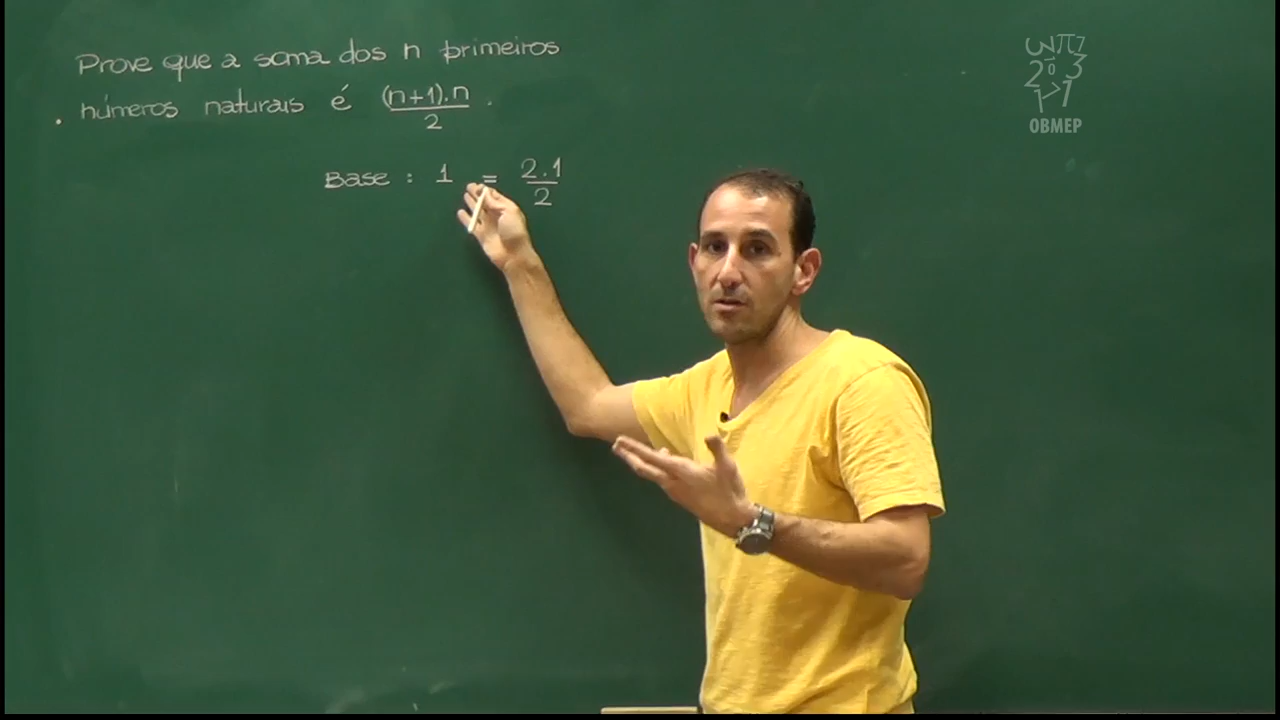 Prove que a soma dos n primeiros
números naturais é (n+1).n/2.
Base : 1 = 2.1/2
OBMEP